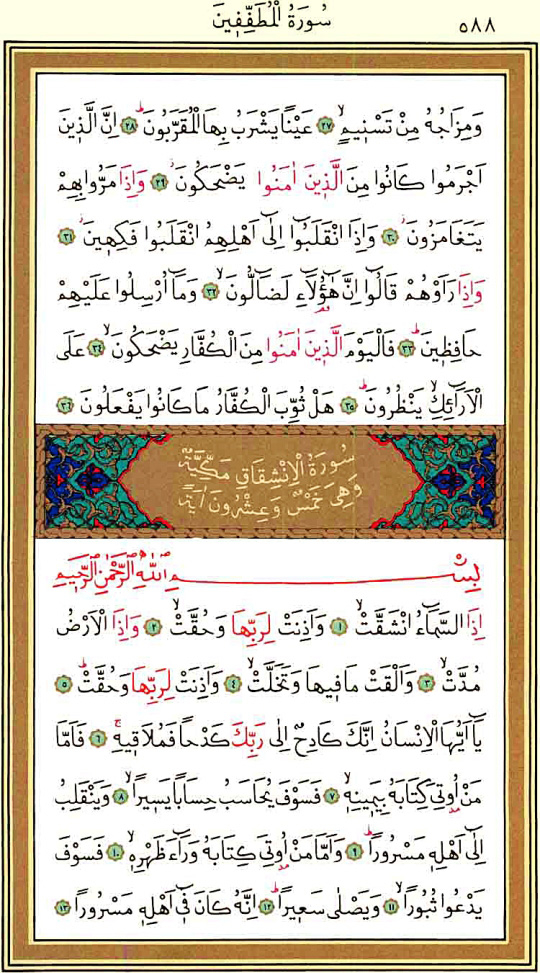 ٥٨٨ سُورَةُ الْمُطَفِّفِينَ
وَمِزَاجُهُ مِنْ تَسْنِيمٍۙ ٢٧ عَيْنًا يَشْرَبُ بِهَا الْمُقَرَّبُونَۜ ٢٨ اِنَّ الَّذِينَ
اَجْرَمُوا كَانُوا مِنَ الَّذِينَ اٰمَنُوا يَضْحَكُونَۘ ٢٩ وَاِذَا مَرُّوا بِهِمْ
يَتَغَامَزُونَۘ ٣٠ وَاِذَا انْقَلَبُٓوا اِلٰٓى اَهْلِهِمُ انْقَلَبُوا فَكِهِينَۘ ٣١
وَاِذَا رَاَوْهُمْ قَالُٓوا اِنَّ هٰٓؤُ۬لَٓاءِ لَضَٓالُّونَۙ ٣٢ وَمَٓا اُرْسِلُوا عَلَيْهِمْ
حَافِظِينَۜ ٣٣ فَالْيَوْمَ الَّذِينَ اٰمَنُوا مِنَ الْكُفَّارِ يَضْحَكُونَۙ ٣٤ عَلَى
الْاَرَٓائِكِۙ يَنْظُرُونَۜ ٣٥ هَلْ ثُوِّبَ الْكُفَّارُ مَا كَانُوا يَفْعَلُونَ ٣٦
سُورَةُ الْاِنْشِقَاقِ مَكِّيَّةٌ
وَهِيَ خَمْسٌ وَعِشْرُونَ اٰيَةً
بِسْمِ اللّٰهِ الرَّحْمٰنِ الرَّحِيمِ
اِذَا السَّمَٓاءُ انْشَقَّتْۙ ١ وَاَذِنَتْ لِرَبِّهَا وَحُقَّتْۙ ٢ وَاِذَا الْاَرْضُ
مُدَّتْۙ ٣ وَاَلْقَتْ مَا فِيهَا وَتَخَلَّتْۙ ٤ وَاَذِنَتْ لِرَبِّهَا وَحُقَّتْۜ ٥
يَٓا اَيُّهَا الْاِنْسَانُ اِنَّكَ كَادِحٌ اِلٰى رَبِّكَ كَدْحًا فَمُلَاقِيهِۚ ٦ فَاَمَّا
مَنْ اُو۫تِيَ كِتَابَهُ بِيَمِينِهِۙ ٧ فَسَوْفَ يُحَاسَبُ حِسَابًا يَسِيرًاۙ ٨ وَيَنْقَلِبُ
اِلٰٓى اَهْلِهِ مَسْرُورًاۜ ٩ وَاَمَّا مَنْ اُو۫تِيَ كِتَابَهُ وَرَٓاءَ ظَهْرِهِۙ ١٠ فَسَوْفَ
يَدْعُوا ثُبُورًاۙ ١١ وَيَصْلٰى سَعِيرًاۜ ١٢ اِنَّهُ كَانَ فِٓي اَهْلِهِ مَسْرُورًا ١٣